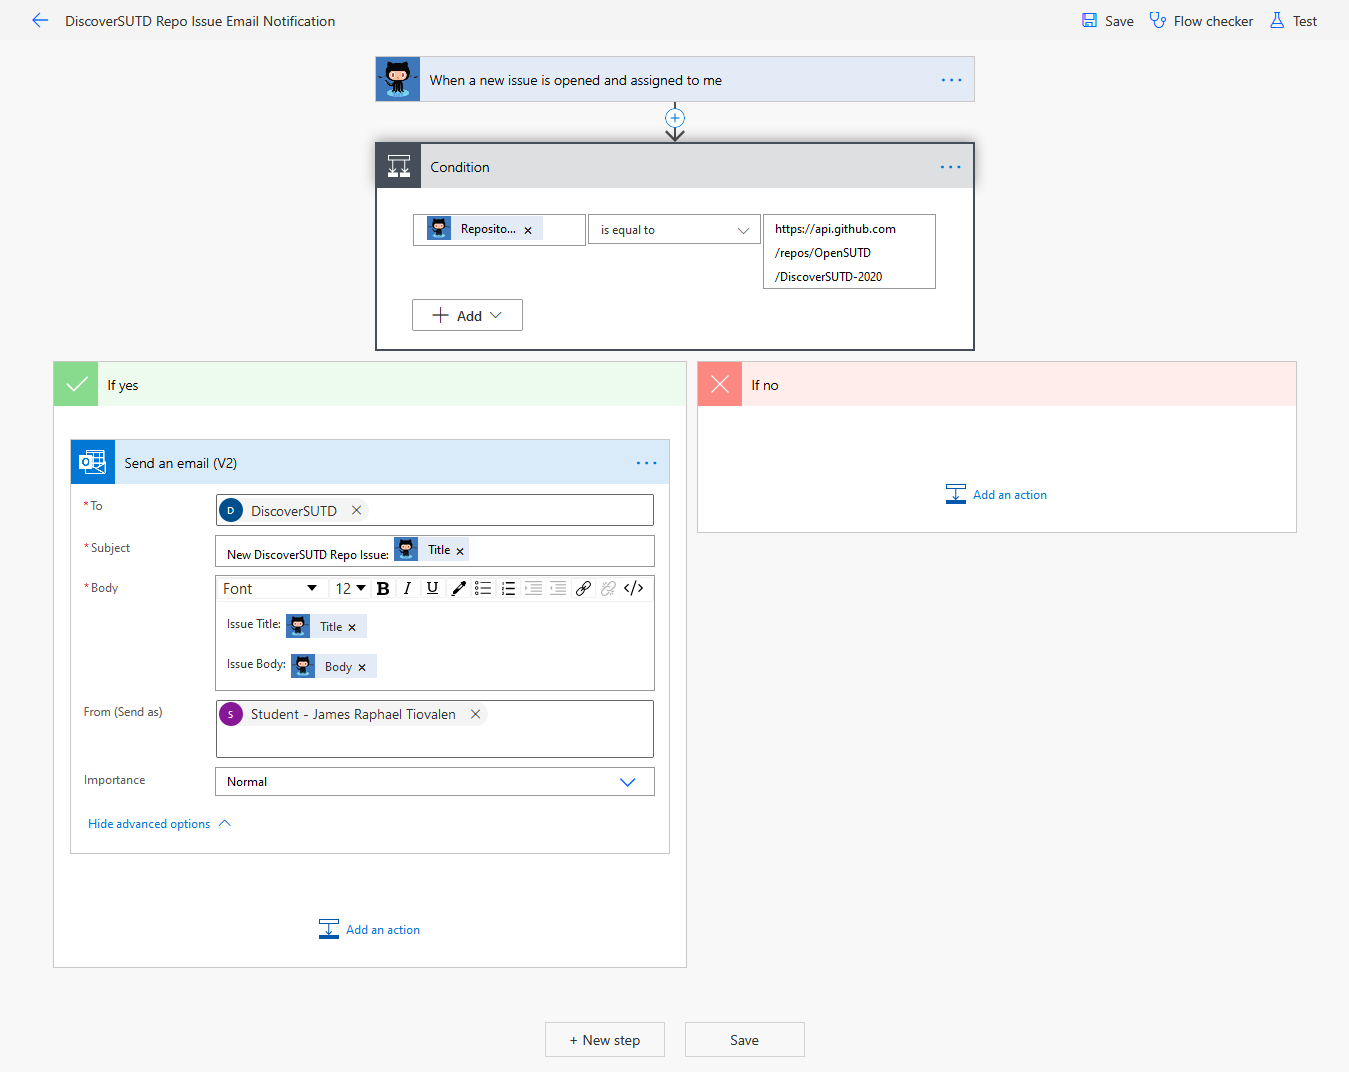 DiscoverSUTD Repo Issue Email Notification
Save
Flow checker
Test
When a new issue is opened and assigned to me
Condition
Reposito...
is equal to
https://api.github.com
/repos/OpenSUTD
/DiscoverSUTD-2020
Add
If yes
If no
Send an email (V2)
Add an action
* To
D DiscoverSUTD
* Subject
New DiscoverSUTD Repo Issue: Title
* Body
Font 12 B I U </>
Issue Title: Title
Issue Body: Body
From (Send as)
S Student - James Raphael Tiovalen
Importance
Normal
Hide advanced options
Add an action
+ New step
Save